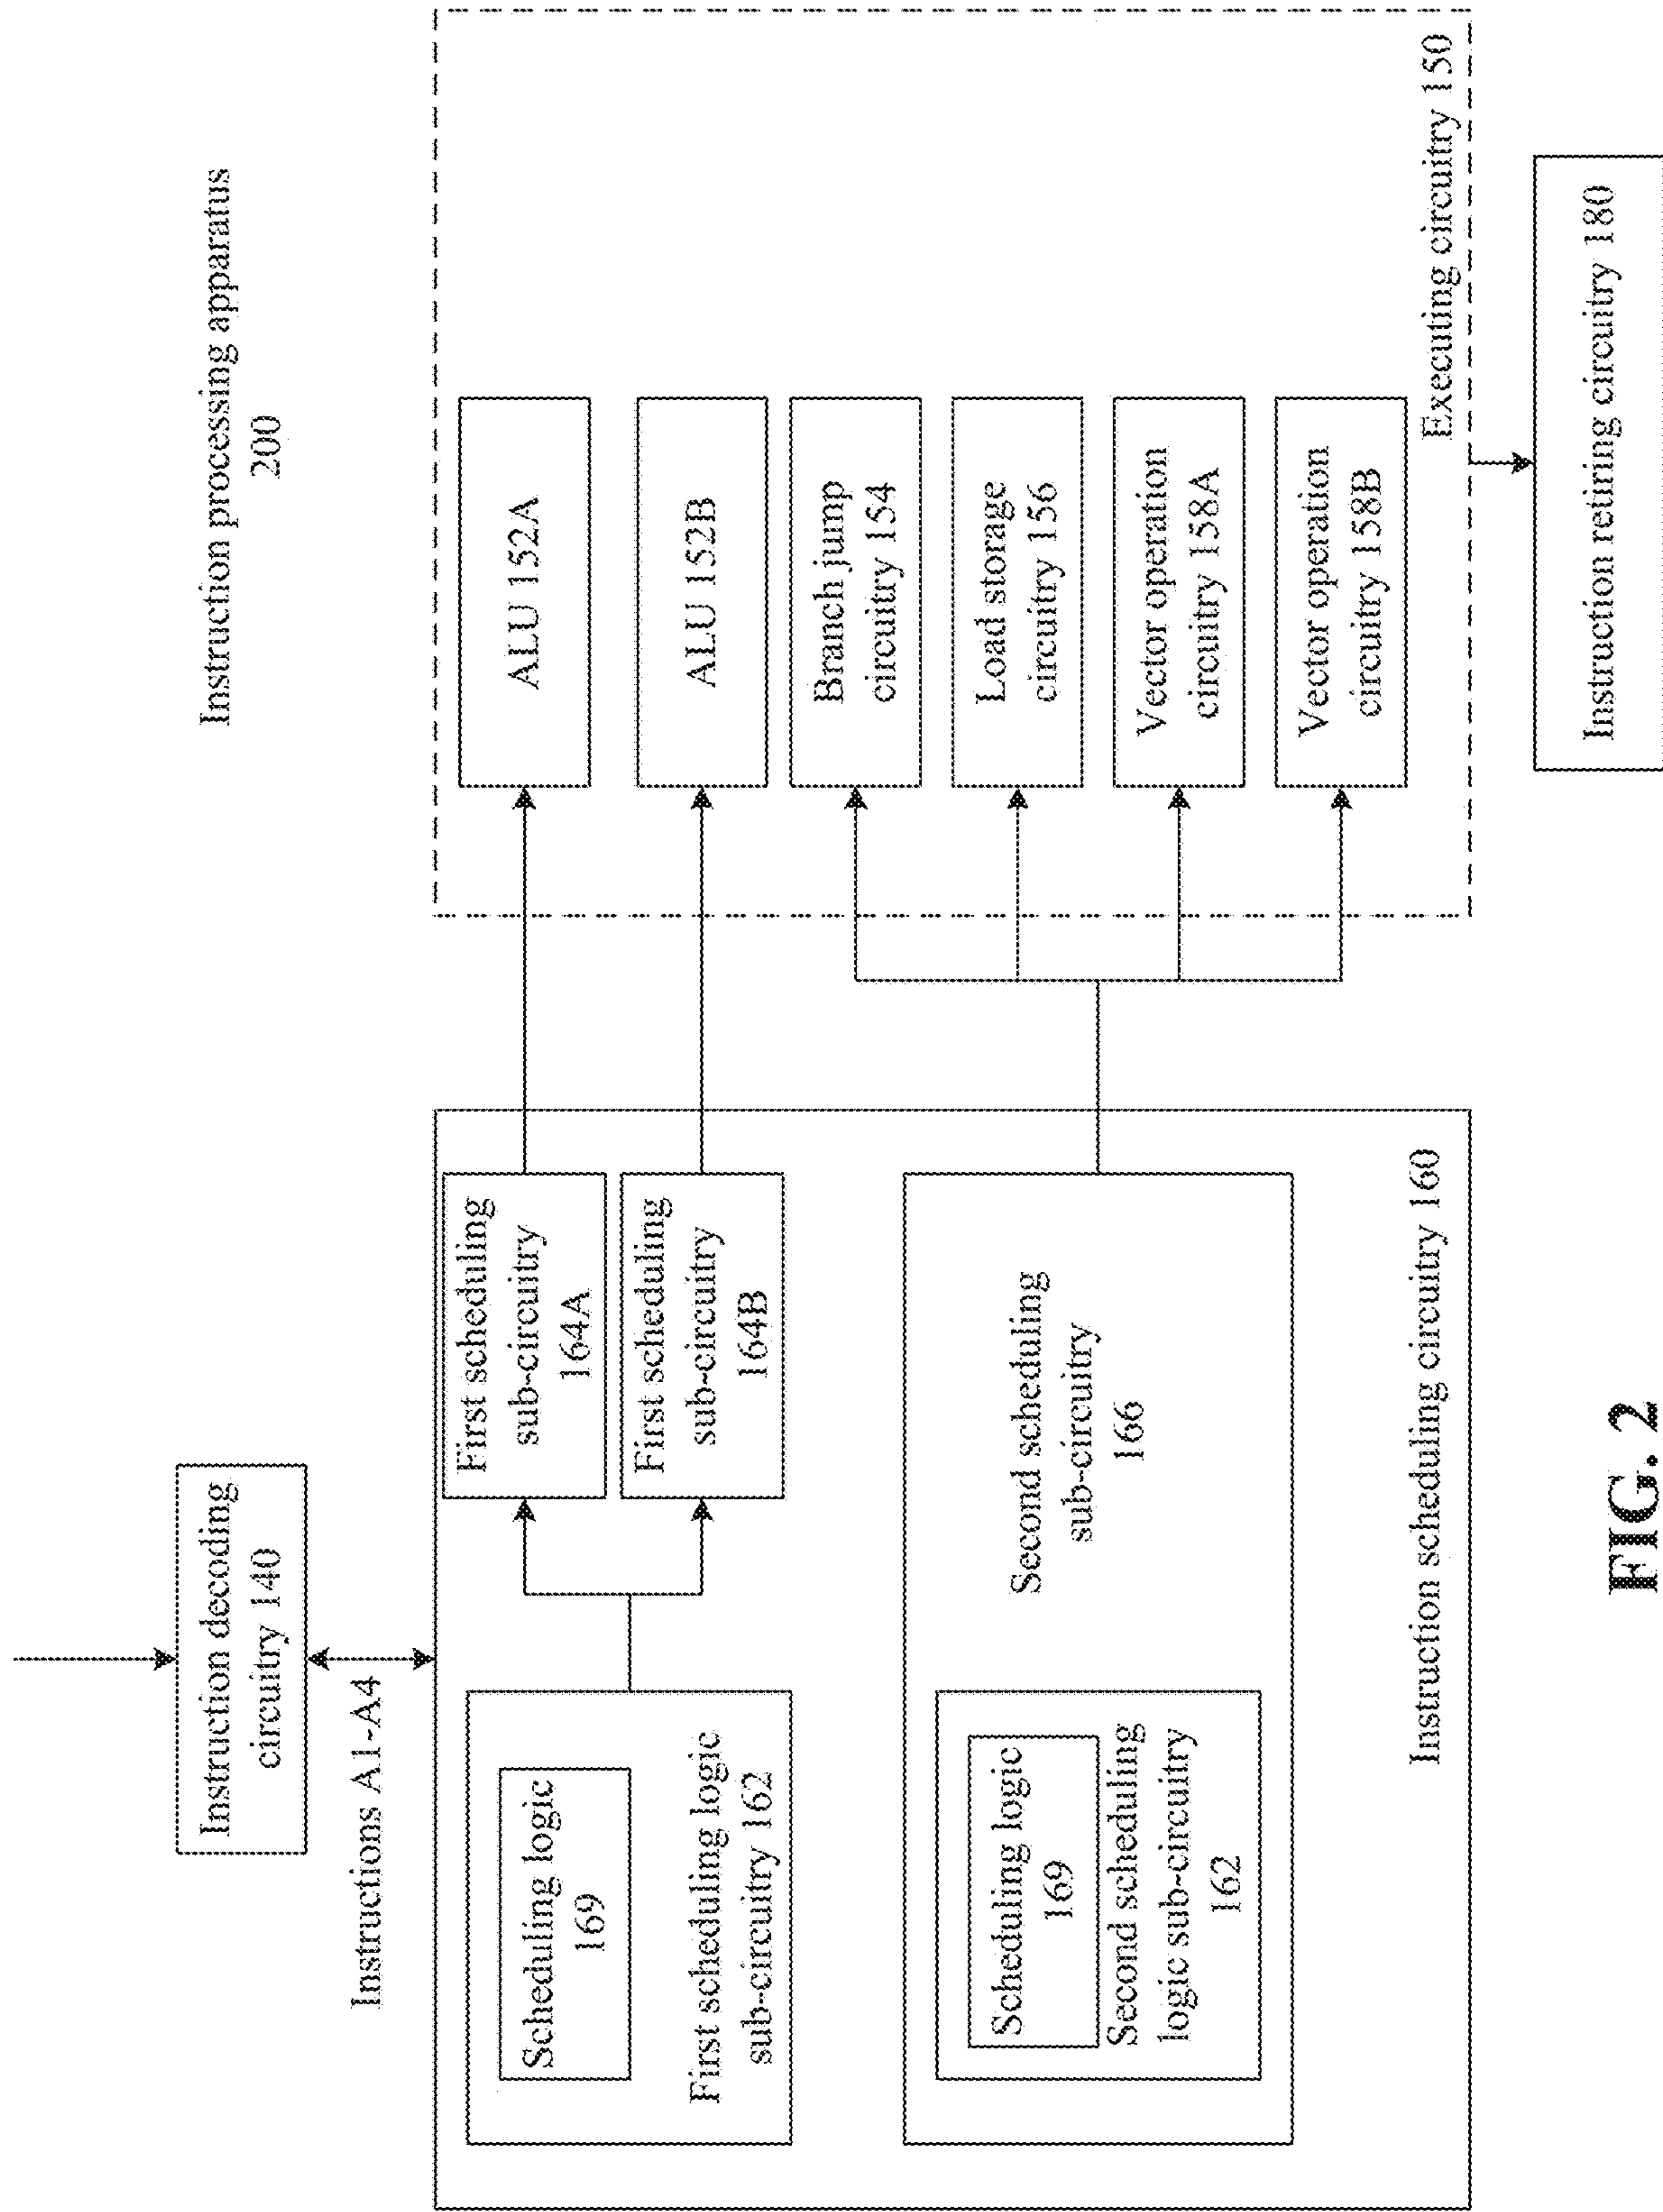 Instruction processing apparatus
200
Instruction decoding
circuitry 140
Instructions A1-A4
Scheduling logic
169
First scheduling logic
sub-circuitry 162
First scheduling
sub-circuitry
164A
First scheduling
sub-circuitry
164B
Scheduling logic
169
Second scheduling
logic sub-circuitry
162
Second scheduling
sub-circuitry
166
Instruction scheduling circuitry 160
ALU 152A
ALU 152B
Branch jump
circuitry 154
Load storage
circuitry 156
Vector operation
circuitry 158A
Vector operation
circuitry 158B
Executing circuitry 150
Instruction retiring circuitry 180
FIG. 2